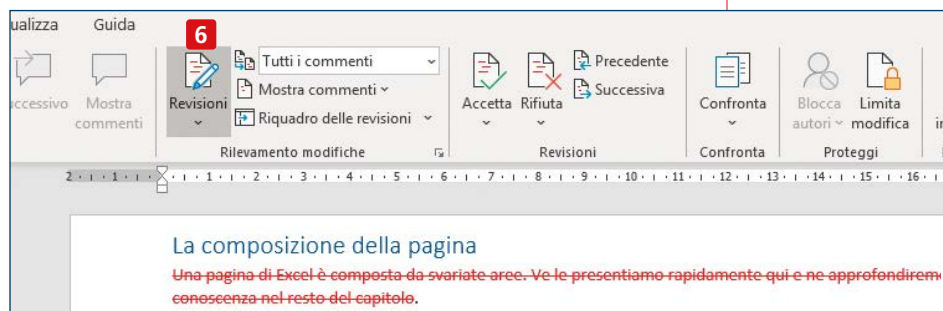 ualizza Guida
6
Tutti i commenti
Precedente
Mostra commenti
Successiva
ccessivo Mostra commenti
Revisioni
Riquadro delle revisioni
Accetta Rifiuta
Confronta
Blocca autori
Limita modifica
Rilevamento modifiche Revisioni Confronta Proteggi
2 1 1 2 3 4 5 6 7 8 9 10 11 12 13 14 15 16
La composizione della pagina
Una pagina di Excel è composta da svariate aree. Ve le presentiamo rapidamente qui e ne approfondirem
conoscenza nel resto del capitolo.